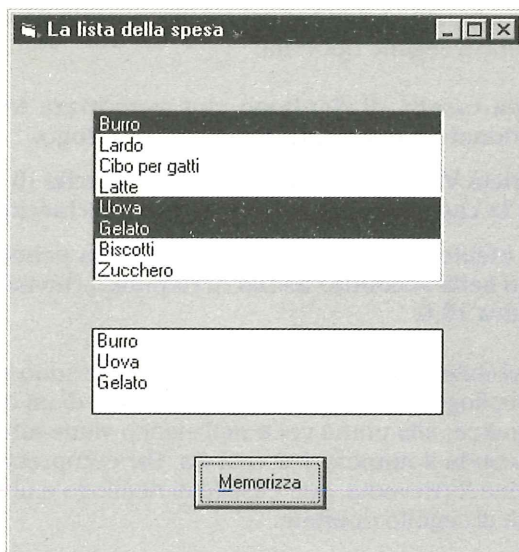 La lista della spesa
Burro
Lardo
Cibo per gatti
Latte
Uova
Gelato
Biscotti
Zucchero
Burro
Uova
Gelato
Memorizza